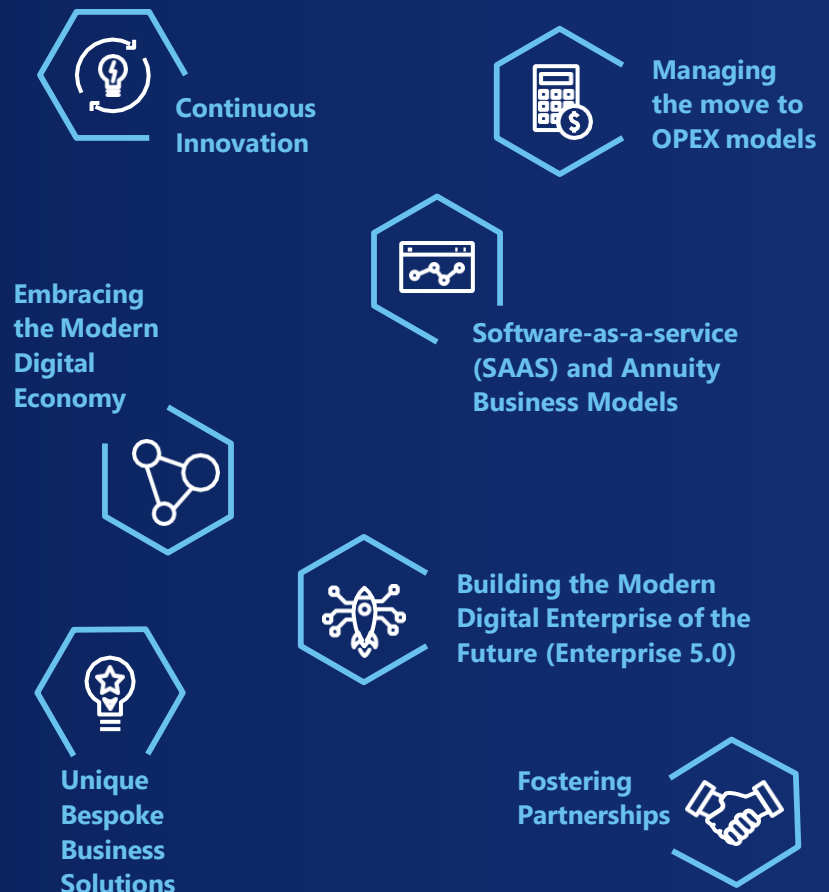 Continuous
Innovation
Managing
the move to
OPEX models
Embracing
the Modern
Digital
Economy
Software-as-a-service
(SAAS) and Annuity
Business Models
Building the Modern
Digital Enterprise of the
Future (Enterprise 5.0)
Unique
Bespoke
Business
Solutions
Fostering
Partnerships